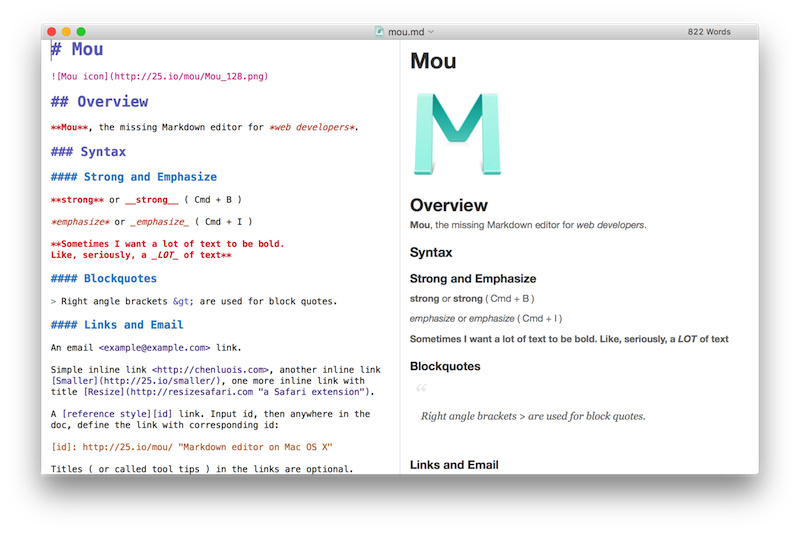 mou.md
822 Words
# Mou
![Mou icon](http://25.io/mou/Mou_128.png)
## Overview
**Mou**, the missing Markdown editor for *web developers*.
### Syntax
#### Strong and Emphasize
**strong** or __strong__ ( Cmd + B )
*emphasize* or _emphasize_ ( Cmd + I )
**Sometimes I want a lot of text to be bold.
Like, seriously, a _LOT_ of text**
#### Blockquotes
> Right angle brackets &gt; are used for block quotes.
#### Links and Email
An email <example@example.com> link.
Simple inline link <http://chenluois.com>, another inline link
[Smaller](http://25.io/smaller/), one more inline link with
title [Resize](http://resizesafari.com "a Safari extension").
A [reference style][id] link. Input id, then anywhere in the
doc, define the link with corresponding id:
[id]: http://25.io/mou/ "Markdown editor on Mac OS X"
Titles ( or called tool tips ) in the links are optional.
Mou
M
Overview
Mou, the missing Markdown editor for web developers.
Syntax
Strong and Emphasize
strong or strong ( Cmd + B )
emphasize or emphasize ( Cmd + I )
Sometimes I want a lot of text to be bold. Like, seriously, a LOT of text
Blockquotes
“
Right angle brackets > are used for block quotes.
Links and Email